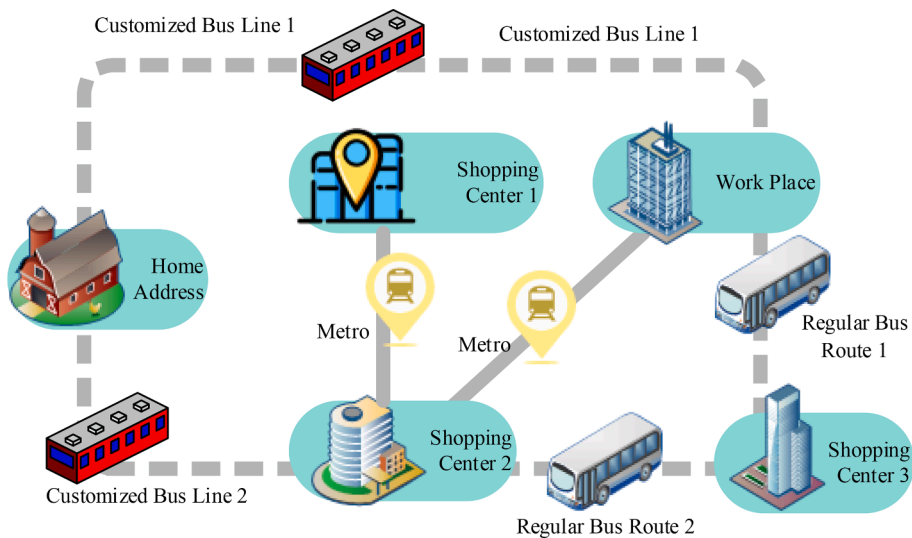 Customized Bus Line 1
Customized Bus Line 1
Shopping
Center 1
Work Place
Home
Address
Metro
Metro
Regular Bus
Route 1
Shopping
Center 2
Shopping
Center 3
Customized Bus Line 2
Regular Bus Route 2